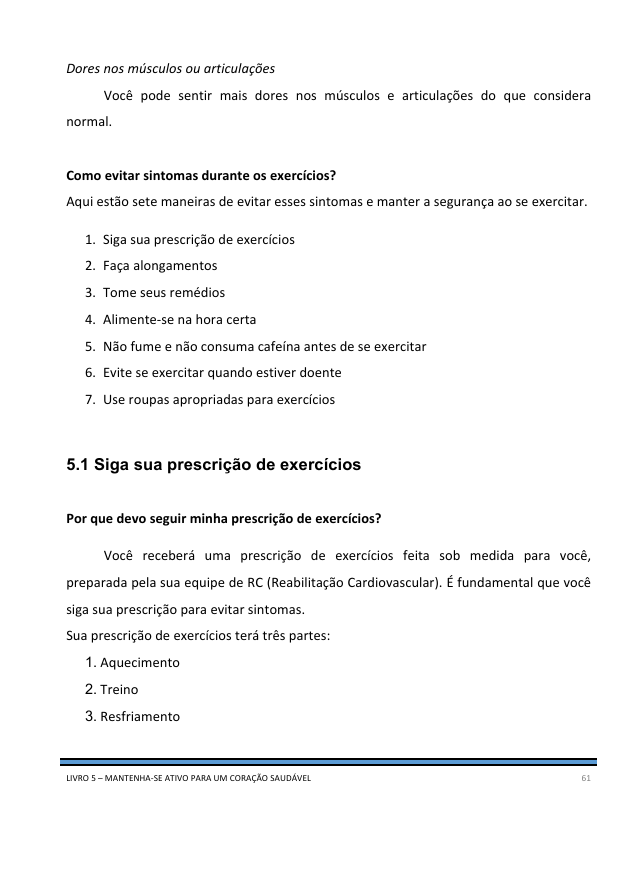 Dores nos músculos ou articulações
Você pode sentir mais dores nos músculos e articulações do que considera
normal.
Como evitar sintomas durante os exercícios?
Aqui estão sete maneiras de evitar esses sintomas e manter a segurança ao se exercitar.
1. Siga sua prescrição de exercícios
2. Faça alongamentos
3. Tome seus remédios
4. Alimente-se na hora certa
5. Não fume e não consuma cafeína antes de se exercitar
6. Evite se exercitar quando estiver doente
7. Use roupas apropriadas para exercícios
5.1 Siga sua prescrição de exercícios
Por que devo seguir minha prescrição de exercícios?
Você receberá uma prescrição de exercícios feita sob medida para você,
preparada pela sua equipe de RC (Reabilitação Cardiovascular). É fundamental que você
siga sua prescrição para evitar sintomas.
Sua prescrição de exercícios terá três partes:
1. Aquecimento
2. Treino
3. Resfriamento
LIVRO 5 – MANTENHA-SE ATIVO PARA UM CORAÇÃO SAUDÁVEL 61